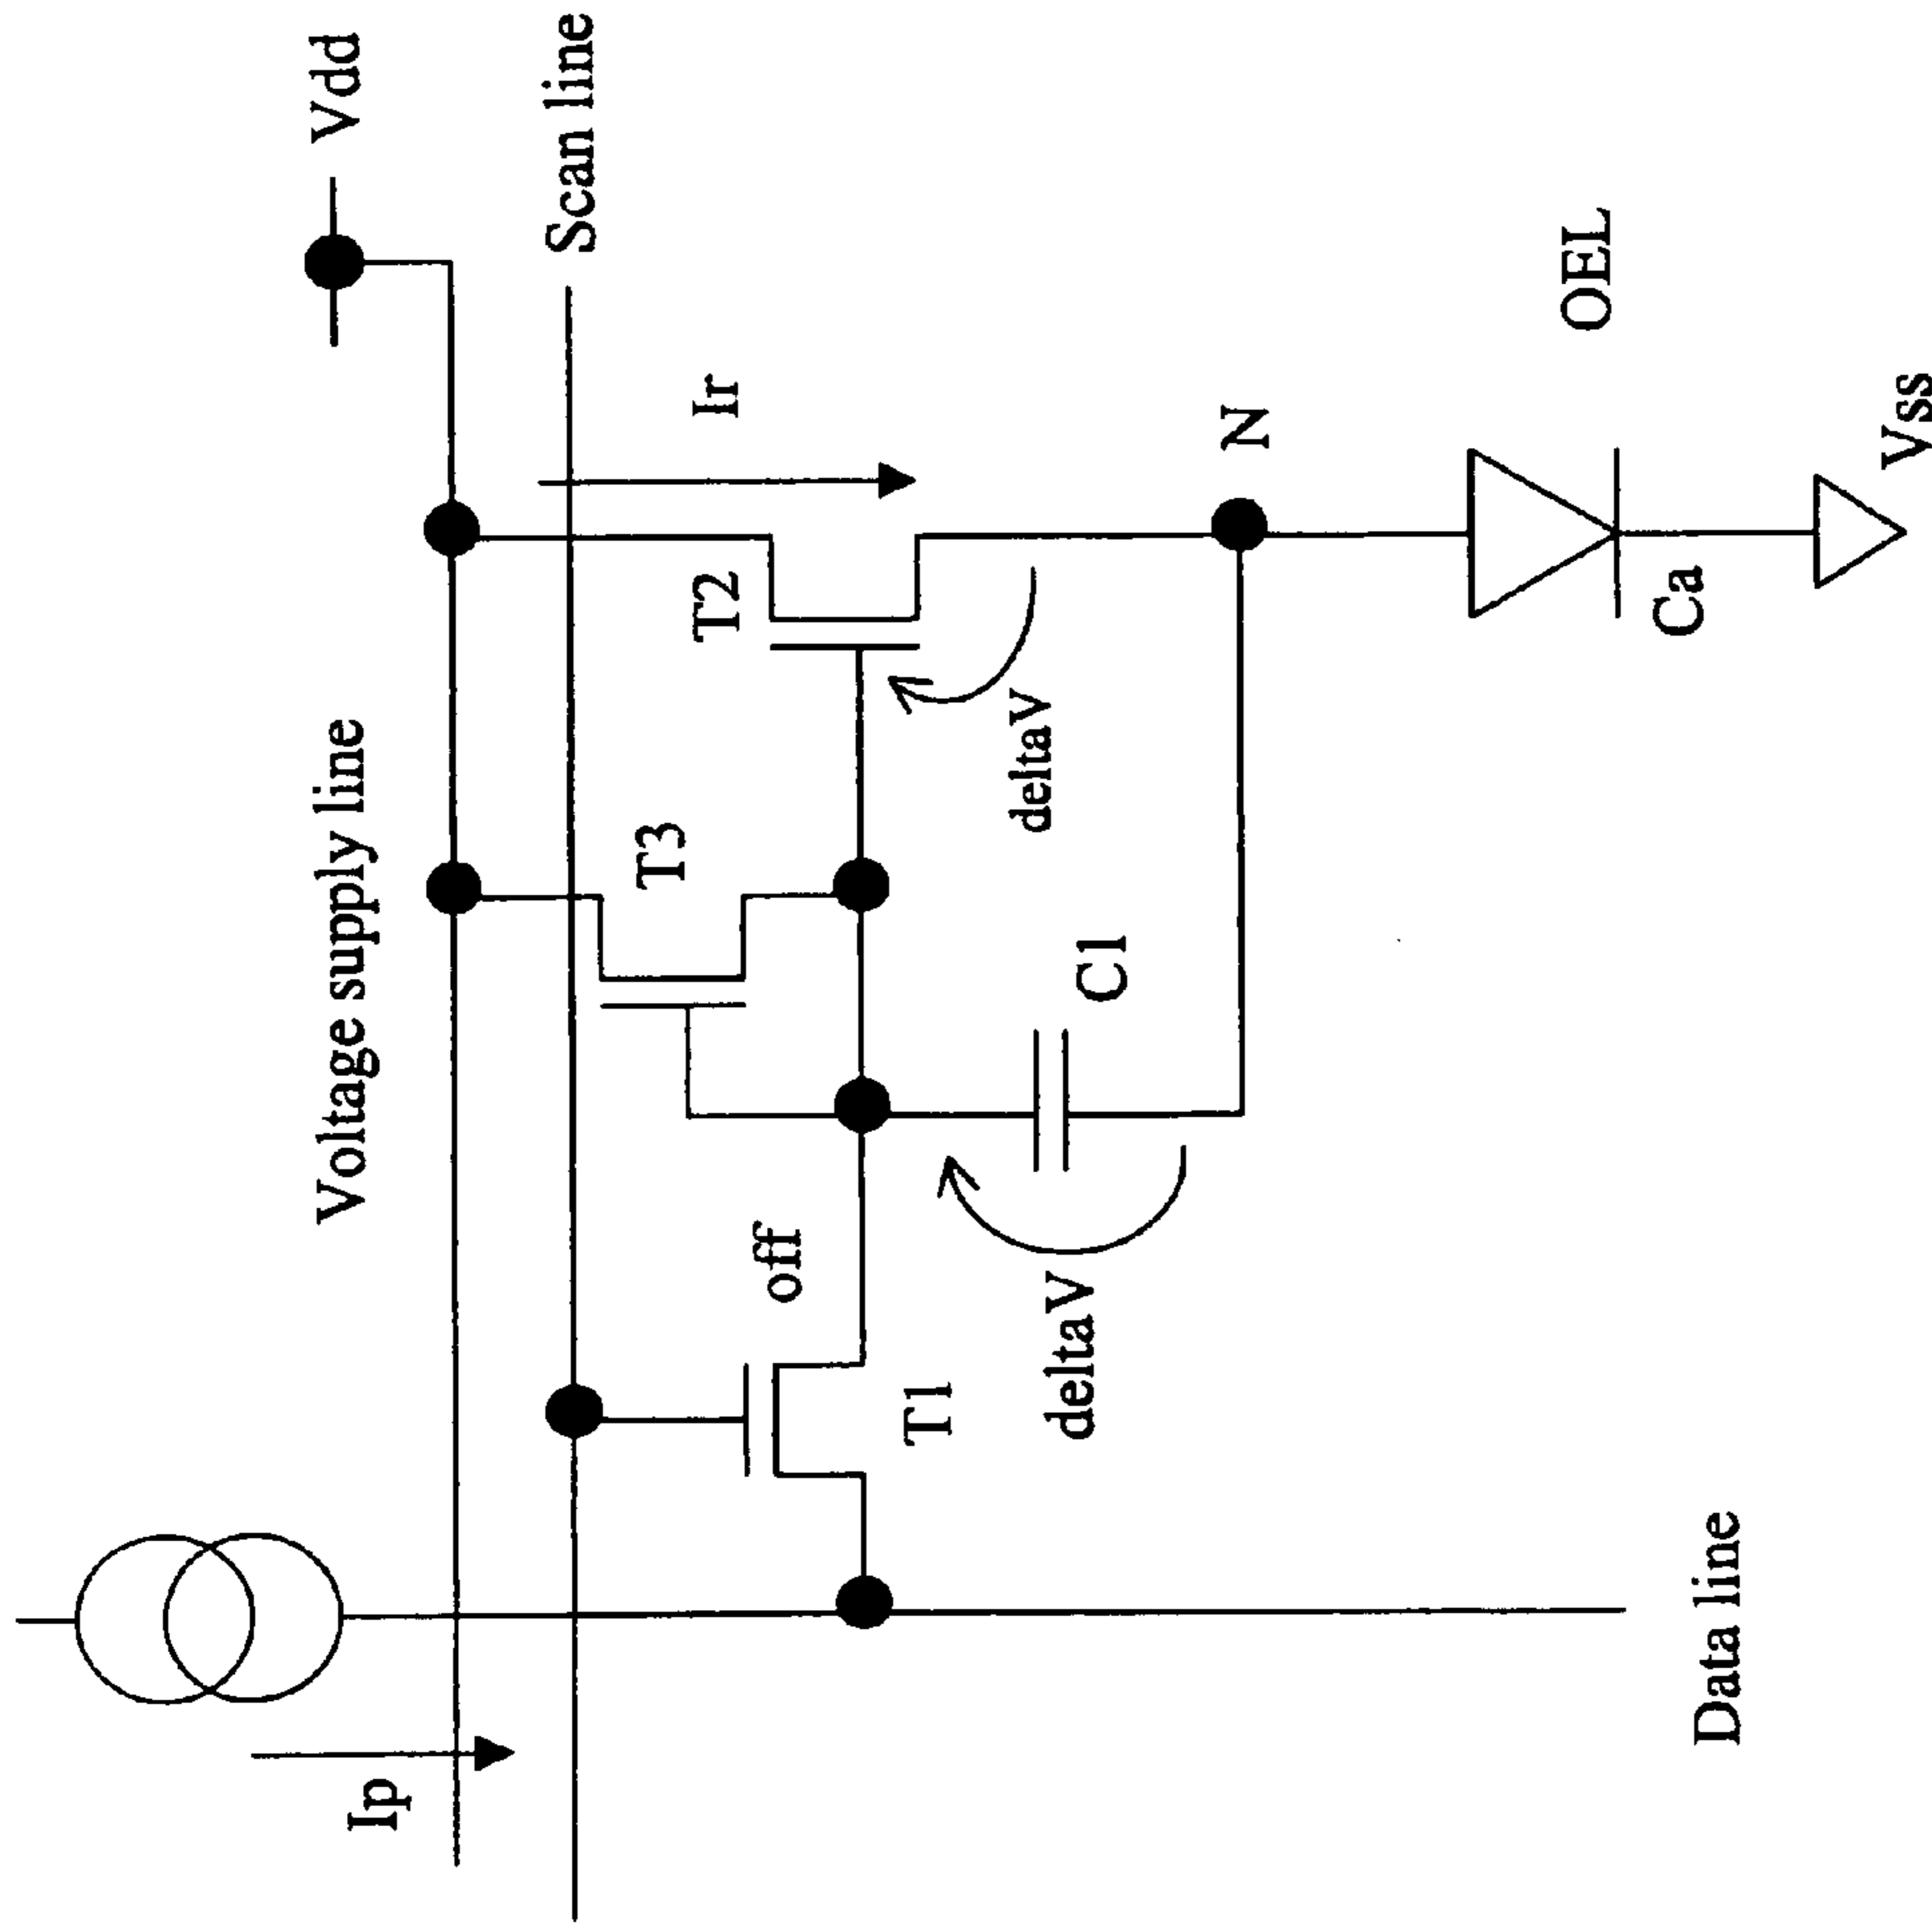 Vdd
Scan line
Voltage supply line
Ir
T2
T3
N
OEL
Ca
Vss
deltaV
C1
off
deltaV
T1
Ip
Data line